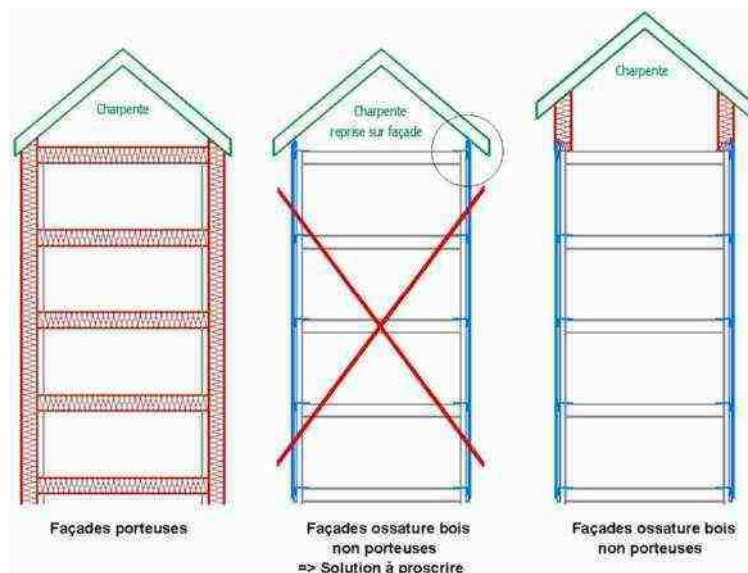 Charpente
Charpente
reprise sur façade
Charpente
Façades porteuses
Façades ossature bois
non porteuses
=> Solution à proscrire
Façades ossature bois
non porteuses